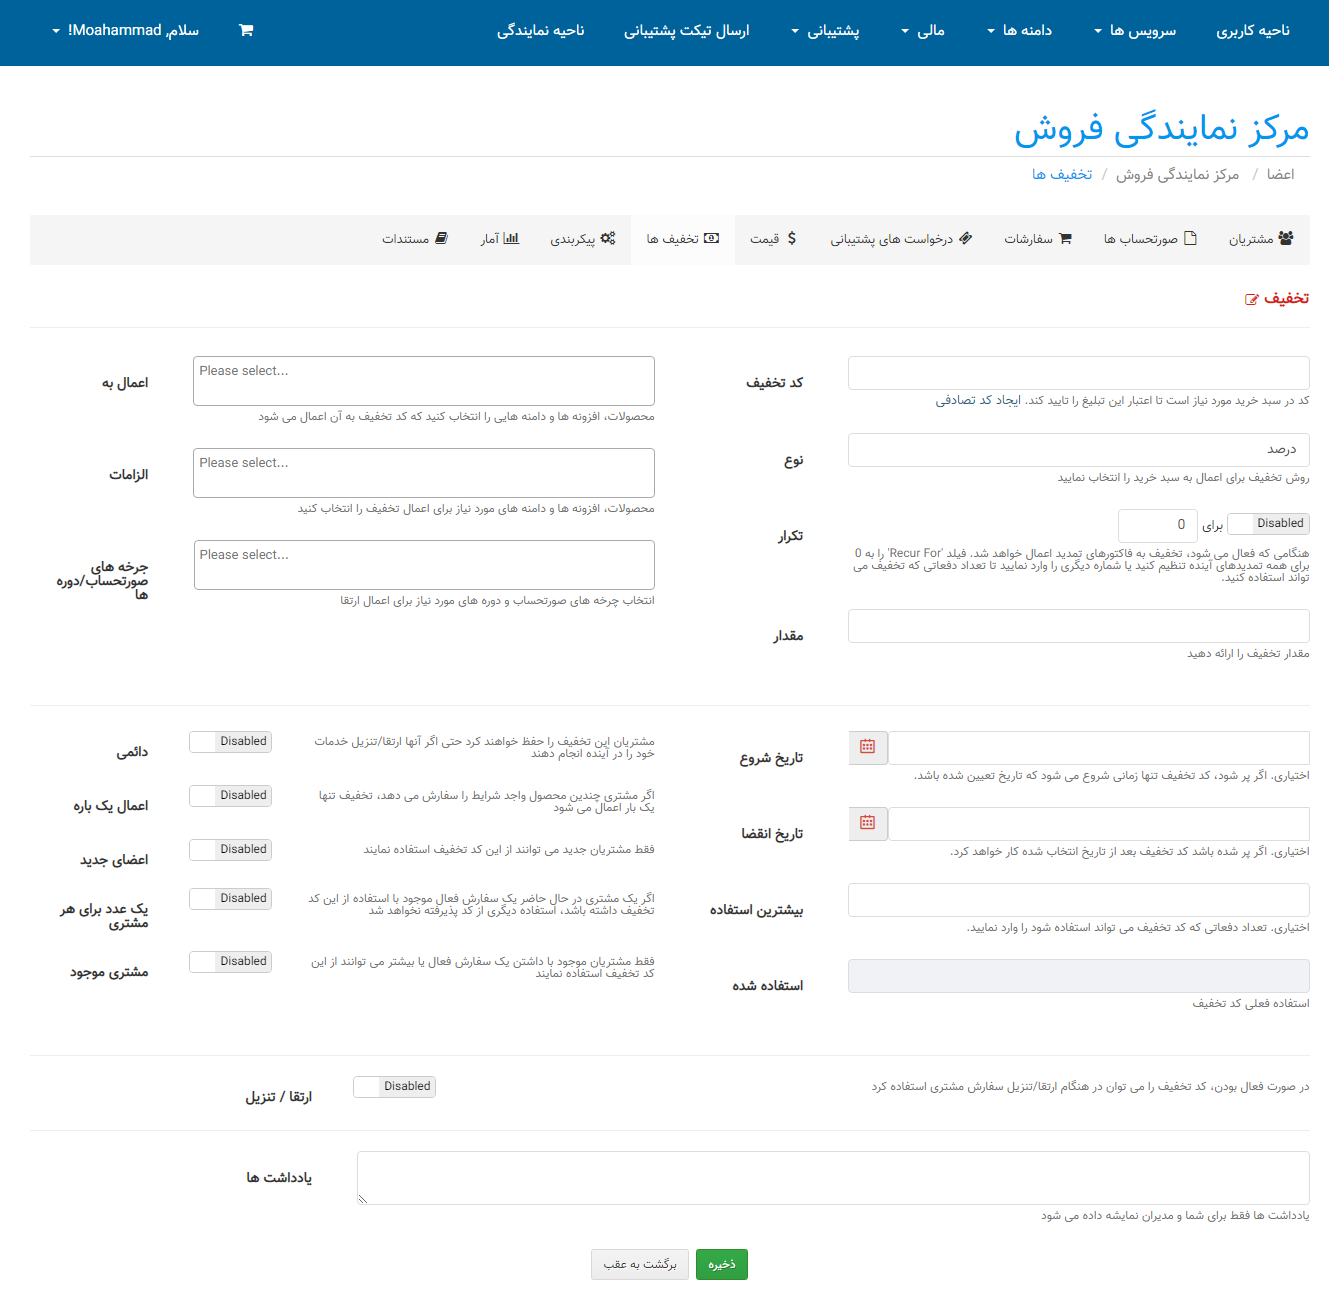 ناحیه کاربری
سرویس ها
دامنه ها
مالی
پشتیبانی
ارسال تیکت پشتیبانی
ناحیه نمایندگی
سلام, Moahammad!
مرکز نمایندگی فروش
اعضا / مرکز نمایندگی فروش / تخفیف ها
مشتریان
صورتحساب ها
سفارشات
درخواست های پشتیبانی
قیمت
تخفیف ها
پیکربندی
آمار
مستندات
تخفیف
کد تخفیف
کد در سبد خرید مورد نیاز است تا اعتبار این تبلیغ را تایید کند. ایجاد کد تصادفی
نوع
درصد
روش تخفیف برای اعمال به سبد خرید را انتخاب نمایید
تکرار
Disabled برای 0
هنگامی که فعال می شود، تخفیف به فاکتورهای تمدید اعمال خواهد شد. فیلد 'Recur For' را به 0
برای همه تمدیدهای آینده تنظیم کنید یا شماره دیگری را وارد نمایید تا تعداد دفعاتی که تخفیف می
تواند استفاده کنید.
مقدار
مقدار تخفیف را ارائه دهید
اعمال به
Please select...
محصولات، افزونه ها و دامنه هایی را انتخاب کنید که کد تخفیف به آن اعمال می شود
الزامات
Please select...
محصولات، افزونه ها و دامنه های مورد نیاز برای اعمال تخفیف را انتخاب کنید
چرخه های
صورتحساب/دوره
ها
Please select...
انتخاب چرخه های صورتحساب و دوره های مورد نیاز برای اعمال ارتقا
تاریخ شروع
اختیاری. اگر پر شود، کد تخفیف تنها زمانی شروع می شود که تاریخ تعیین شده باشد.
تاریخ انقضا
اختیاری. اگر پر شده باشد کد تخفیف بعد از تاریخ انتخاب شده کار خواهد کرد.
بیشترین استفاده
اختیاری. تعداد دفعاتی که کد تخفیف می تواند استفاده شود را وارد نمایید.
استفاده شده
استفاده فعلی کد تخفیف
دائمی
Disabled
مشتریان این تخفیف را حفظ خواهند کرد حتی اگر آنها ارتقا/تنزیل خدمات
خود را در آینده انجام دهند
اعمال یک باره
Disabled
اگر مشتری چندین محصول واجد شرایط را سفارش می دهد، تخفیف تنها
یک بار اعمال می شود
اعضای جدید
Disabled
فقط مشتریان جدید می توانند از این کد تخفیف استفاده نمایند
یک عدد برای هر
مشتری
Disabled
اگر یک مشتری در حال حاضر یک سفارش فعال موجود با استفاده از این کد
تخفیف داشته باشد، استفاده دیگری از کد پذیرفته نخواهد شد
مشتری موجود
Disabled
فقط مشتریان موجود با داشتن یک سفارش فعال یا بیشتر می توانند از این
کد تخفیف استفاده نمایند
ارتقا / تنزیل
Disabled
در صورت فعال بودن، کد تخفیف را می توان در هنگام ارتقا/تنزیل سفارش مشتری استفاده کرد
یادداشت ها
یادداشت ها فقط برای شما و مدیران نمایشه داده می شود
ذخیره
برگشت به عقب